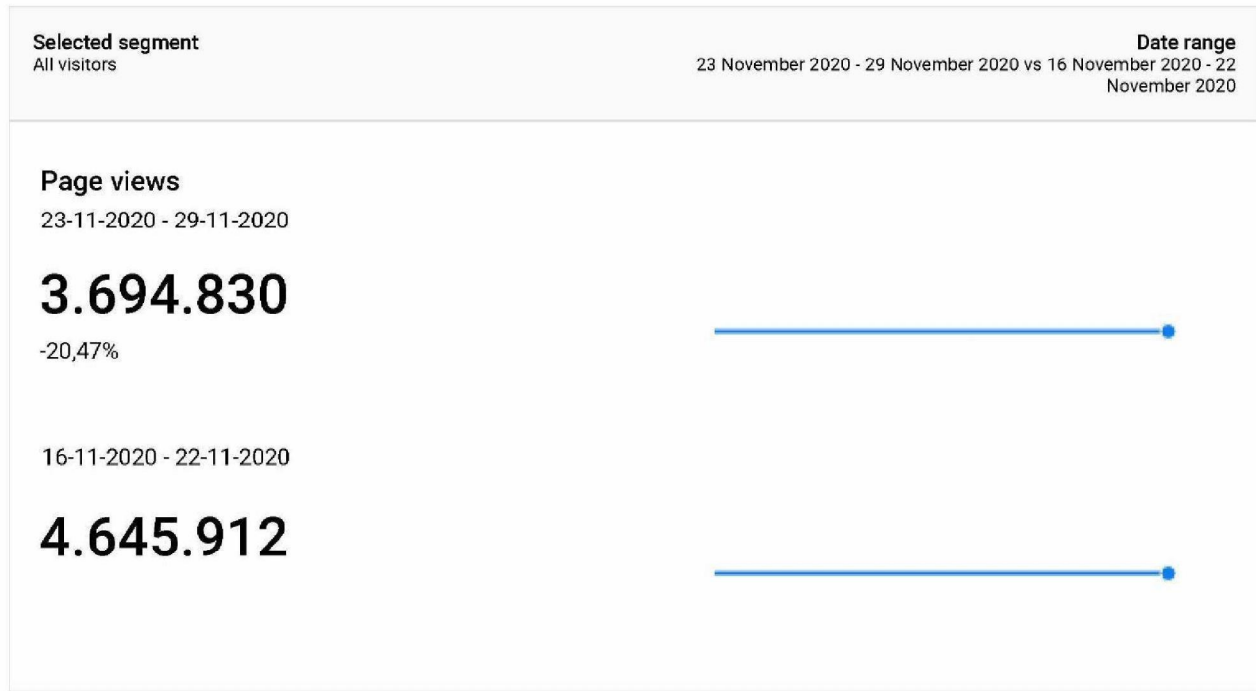 Selected segment
All visitors
Date range
23 November 2020 - 29 November 2020 vs 16 November 2020 - 22
November 2020
Page views
23-11-2020 - 29-11-2020
3.694.830
-20,47%
16-11-2020 - 22-11-2020
4.645.912